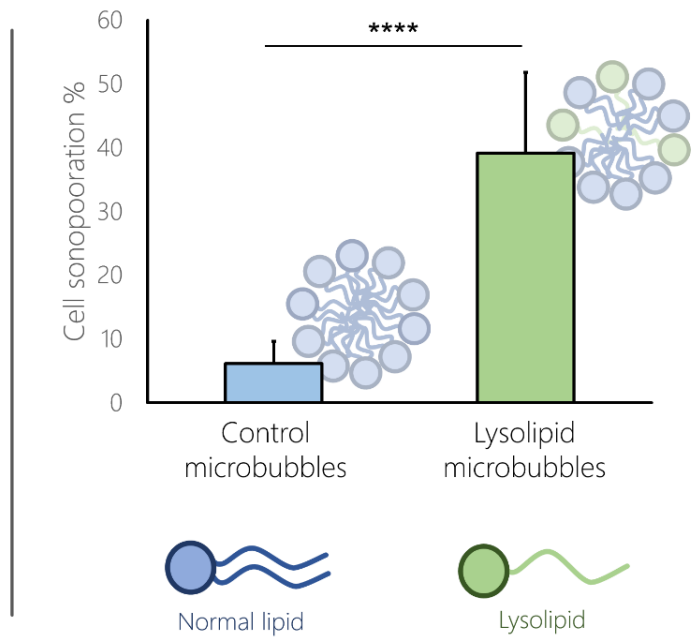 ****
60
50
40
30
20
10
0
Cell sonopooration %
Control
microbubbles
Lysolipid
microbubbles
Normal lipid
Lysolipid